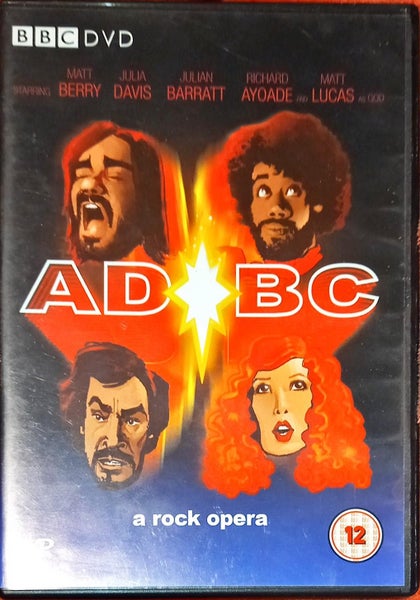 BBC DVD
STARRING MATT BERRY JULIA DAVIS JULIAN BARRATT RICHARD AYOADE AND MATT LUCAS AS GOD
AD BC
a rock opera
12